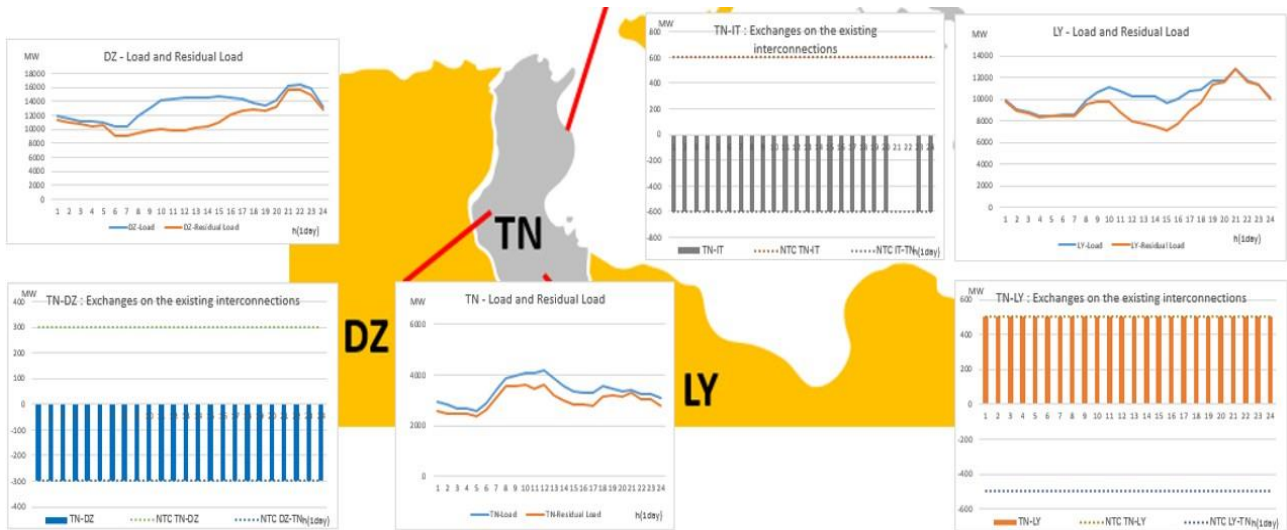 DZ - Load and Residual Load
MW
18000
16000
14000
12000
10000
8000
6000
4000
2000
0
1 2 3 4 5 6 7 8 9 10 11 12 13 14 15 16 17 18 19 20 21 22 23 24
DZ-Load DZ-Residual Load h(1day)
TN-IT : Exchanges on the existing
interconnections
MW
800
600
400
200
0
-200
-400
-600
-800
TN-IT NTC TN-IT NTC IT-TN h(1day)
LY - Load and Residual Load
MW
14000
12000
10000
8000
6000
4000
2000
0
1 2 3 4 5 6 7 8 9 10 11 12 13 14 15 16 17 18 19 20 21 22 23 24
LY-Load LY-Residual Load h(1day)
TN
DZ
LY
TN-DZ : Exchanges on the existing interconnections
MW
400
300
200
100
0
-100
-200
-300
-400
TN-DZ NTC TN-DZ NTC DZ-TN h(1day)
TN - Load and Residual Load
MW
6000
4000
2000
0
1 2 3 4 5 6 7 8 9 10 11 12 13 14 15 16 17 18 19 20 21 22 23 24
TN-Load TN-Residual Load h(1day)
TN-LY : Exchanges on the existing interconnections
MW
600
400
200
0
1 2 3 4 5 6 7 8 9 10 11 12 13 14 15 16 17 18 19 20 21 22 23 24
-200
-400
-600
TN-LY NTC TN-LY NTC LY-TN h(1day)